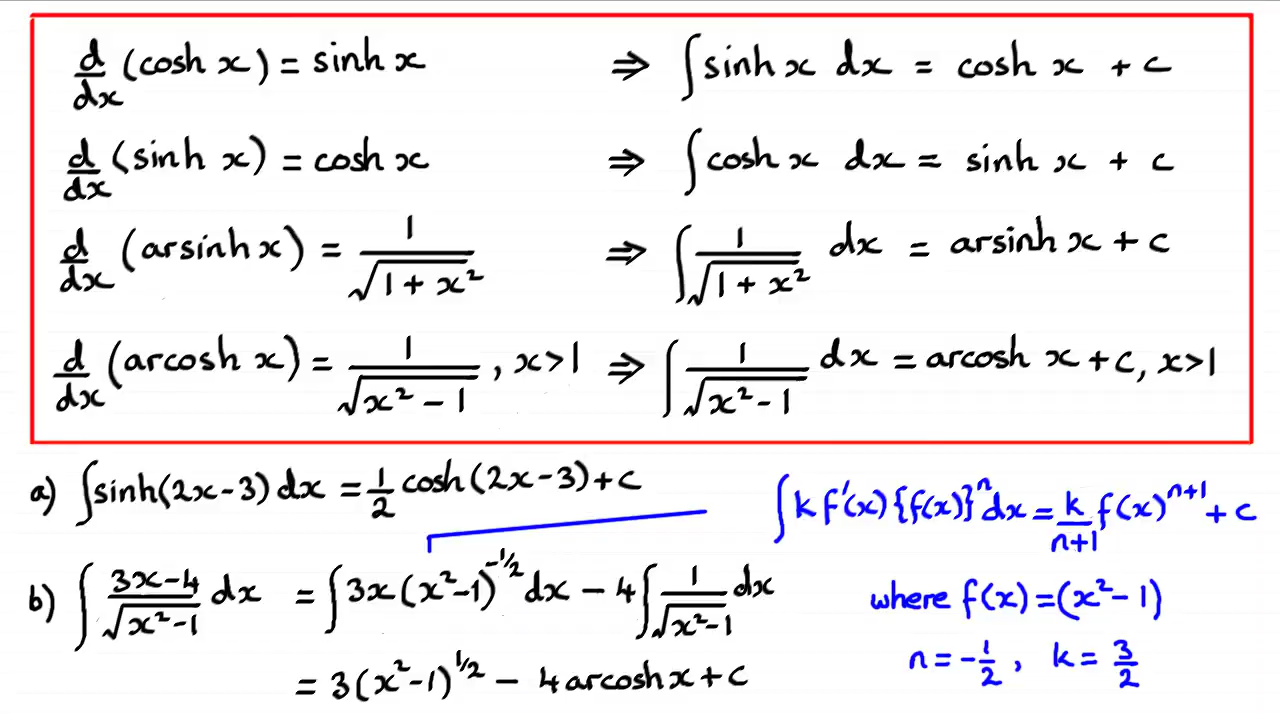 d/dx (cosh x) = sinh x ⇒ ∫ sinh x dx = cosh x + c
d/dx (sinh x) = cosh x ⇒ ∫ cosh x dx = sinh x + c
d/dx (arsinh x) = 1/√(1 + x²) ⇒ ∫ 1/√(1 + x²) dx = arsinh x + c
d/dx (arcosh x) = 1/√(x² − 1), x>1 ⇒ ∫ 1/√(x² − 1) dx = arcosh x + c, x>1
a) ∫ sinh(2x − 3) dx = 1/2 cosh(2x − 3) + c
∫ k f'(x) {f(x)}ⁿ dx = k/(n+1) f(x)ⁿ⁺¹ + c
b) ∫ (3x − 4)/√(x² − 1) dx = ∫ 3x (x² − 1)^(-1/2) dx − 4 ∫ 1/√(x² − 1) dx
where f(x) = (x² − 1)
n = −1/2, k = 3/2
= 3(x² − 1)^(1/2) − 4 arcosh x + c